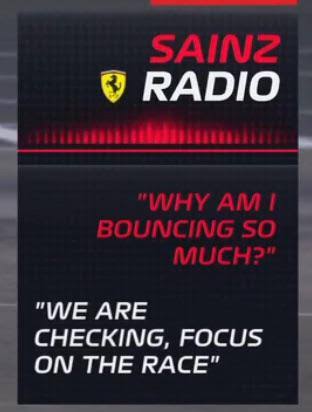 SAINZ
RADIO
"WHY AM I
BOUNCING SO
MUCH?"
"WE ARE
CHECKING, FOCUS
ON THE RACE"